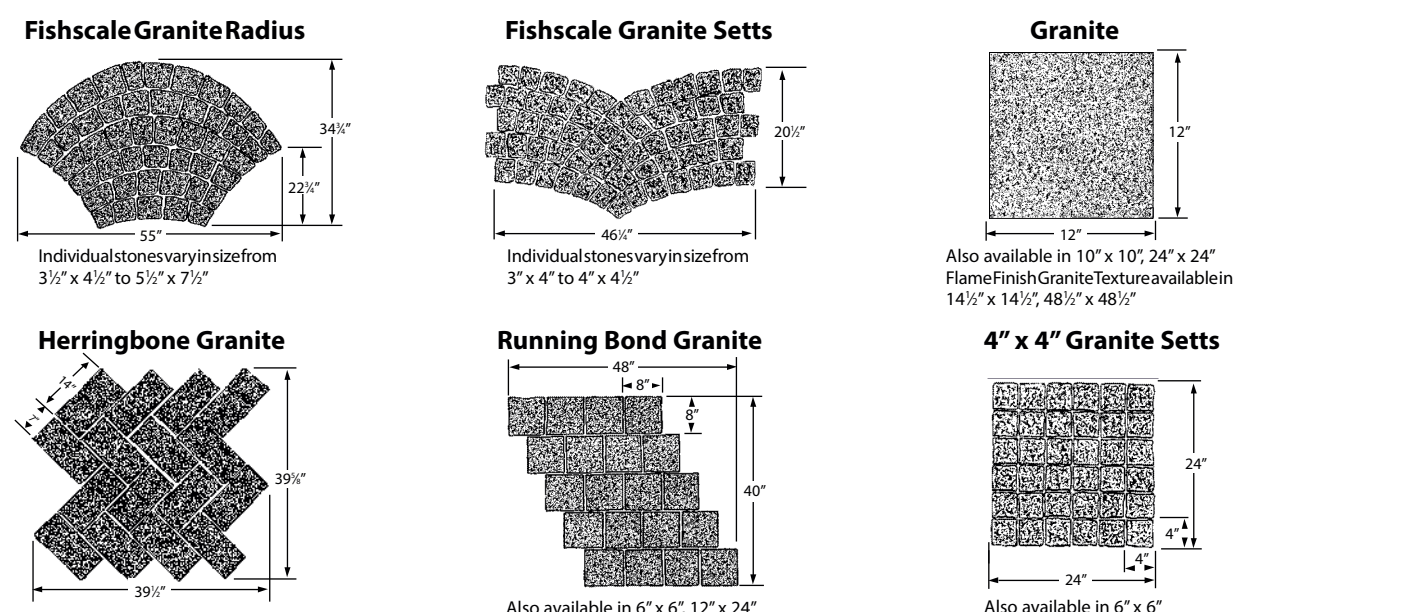 Fishscale Granite Radius
34¾"
22¾"
55"
Individual stones vary in size from
3½" x 4½" to 5½" x 7½"
Fishscale Granite Setts
20½"
46¼"
Individual stones vary in size from
3" x 4" to 4" x 4½"
Granite
12"
12"
Also available in 10" x 10", 24" x 24"
Flame Finish Granite Texture available in
14½" x 14½", 48½" x 48½"
Herringbone Granite
14"
7"
39⅝"
39½"
Running Bond Granite
48"
8"
8"
40"
Also available in 6" x 6", 12" x 24"
4" x 4" Granite Setts
24"
4"
4"
24"
Also available in 6" x 6"